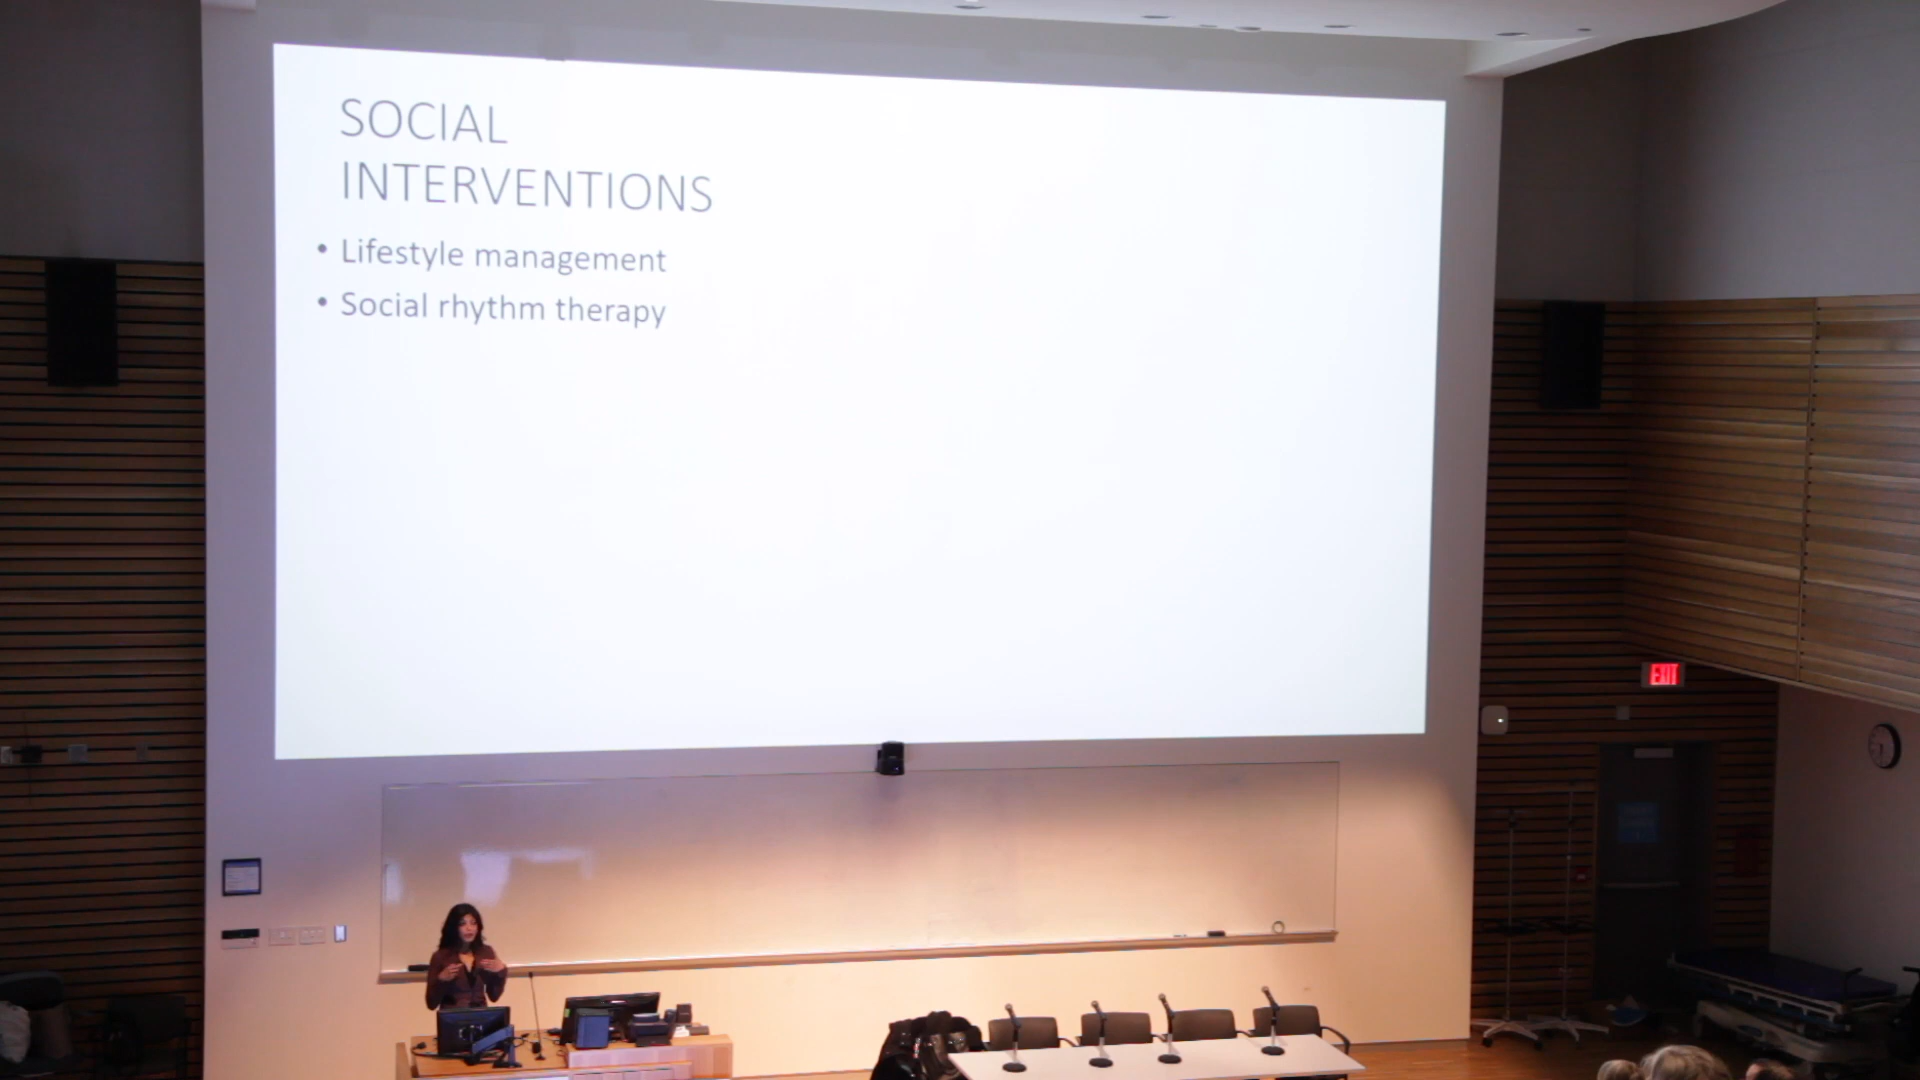 SOCIAL
INTERVENTIONS
• Lifestyle management
• Social rhythm therapy
EXIT